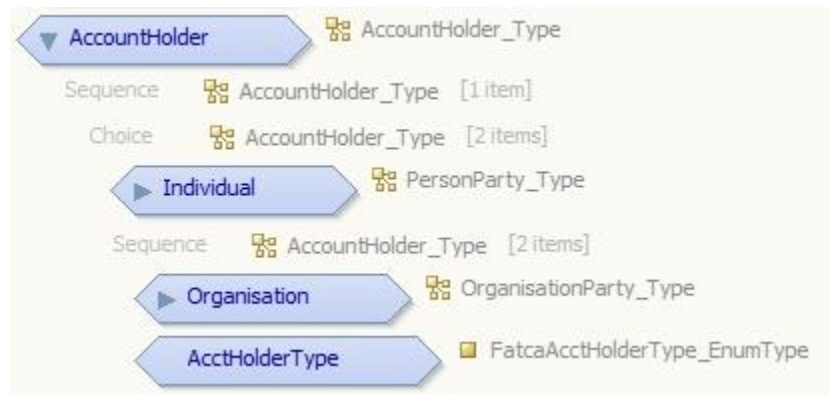 AccountHolder AccountHolder_Type
Sequence AccountHolder_Type [1 item]
Choice AccountHolder_Type [2 items]
Individual PersonParty_Type
Sequence AccountHolder_Type [2 items]
Organisation OrganisationParty_Type
AcctHolderType FatcaAcctHolderType_EnumType